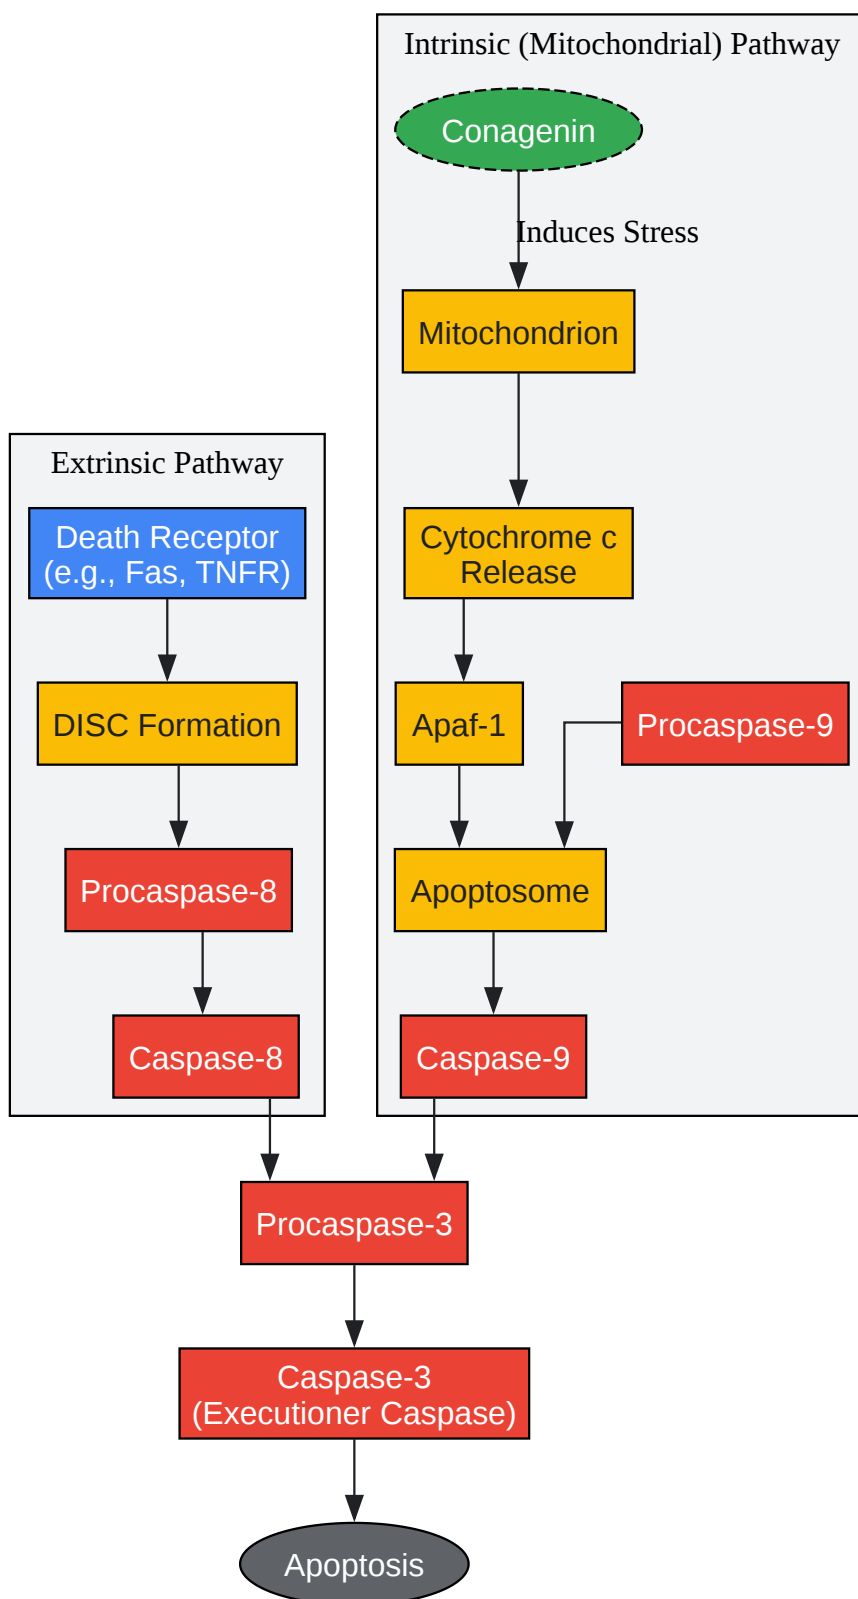 Intrinsic (Mitochondrial) Pathway
Conagenin
Induces Stress
Mitochondrion
Cytochrome c
Release
Apaf-1
Procaspase-9
Apoptosome
Caspase-9
Extrinsic Pathway
Death Receptor
(e.g., Fas, TNFR)
DISC Formation
Procaspase-8
Caspase-8
Procaspase-3
Caspase-3
(Executioner Caspase)
Apoptosis